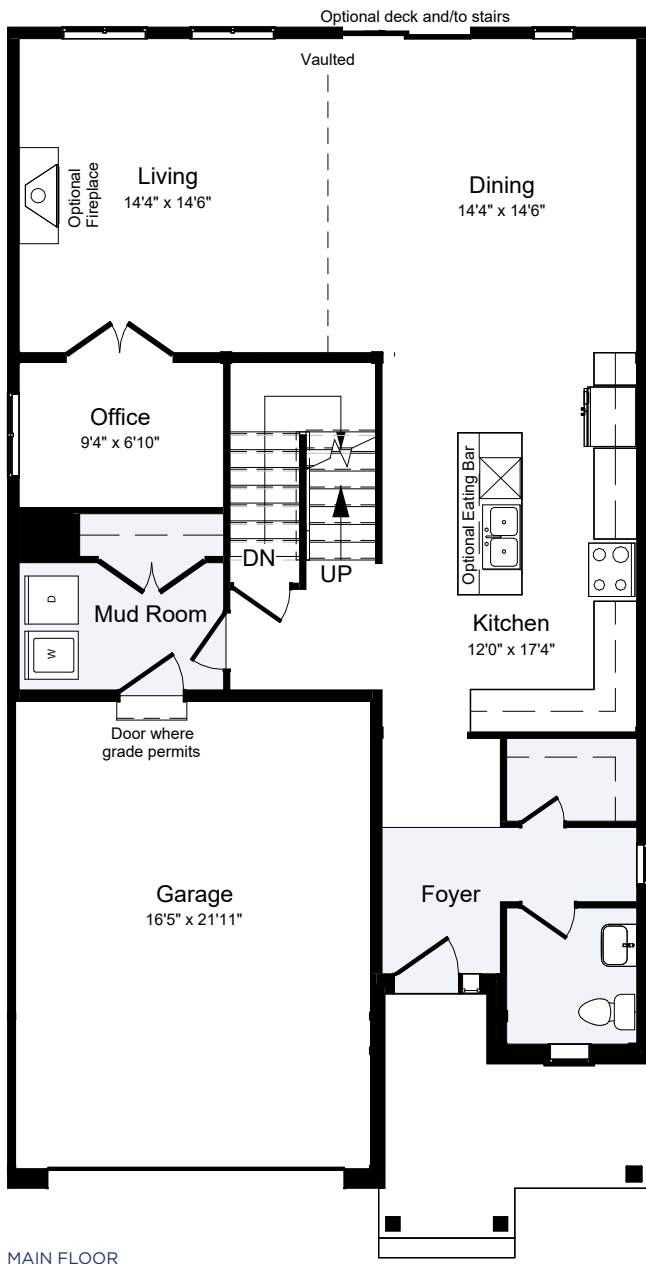 Optional deck and/to stairs
Vaulted
Living
14'4" x 14'6"
Optional
Fireplace
Dining
14'4" x 14'6"
Office
9'4" x 6'10"
Optional Eating Bar
DN
UP
D
W
Mud Room
Kitchen
12'0" x 17'4"
Door where
grade permits
Garage
16'5" x 21'11"
Foyer
MAIN FLOOR